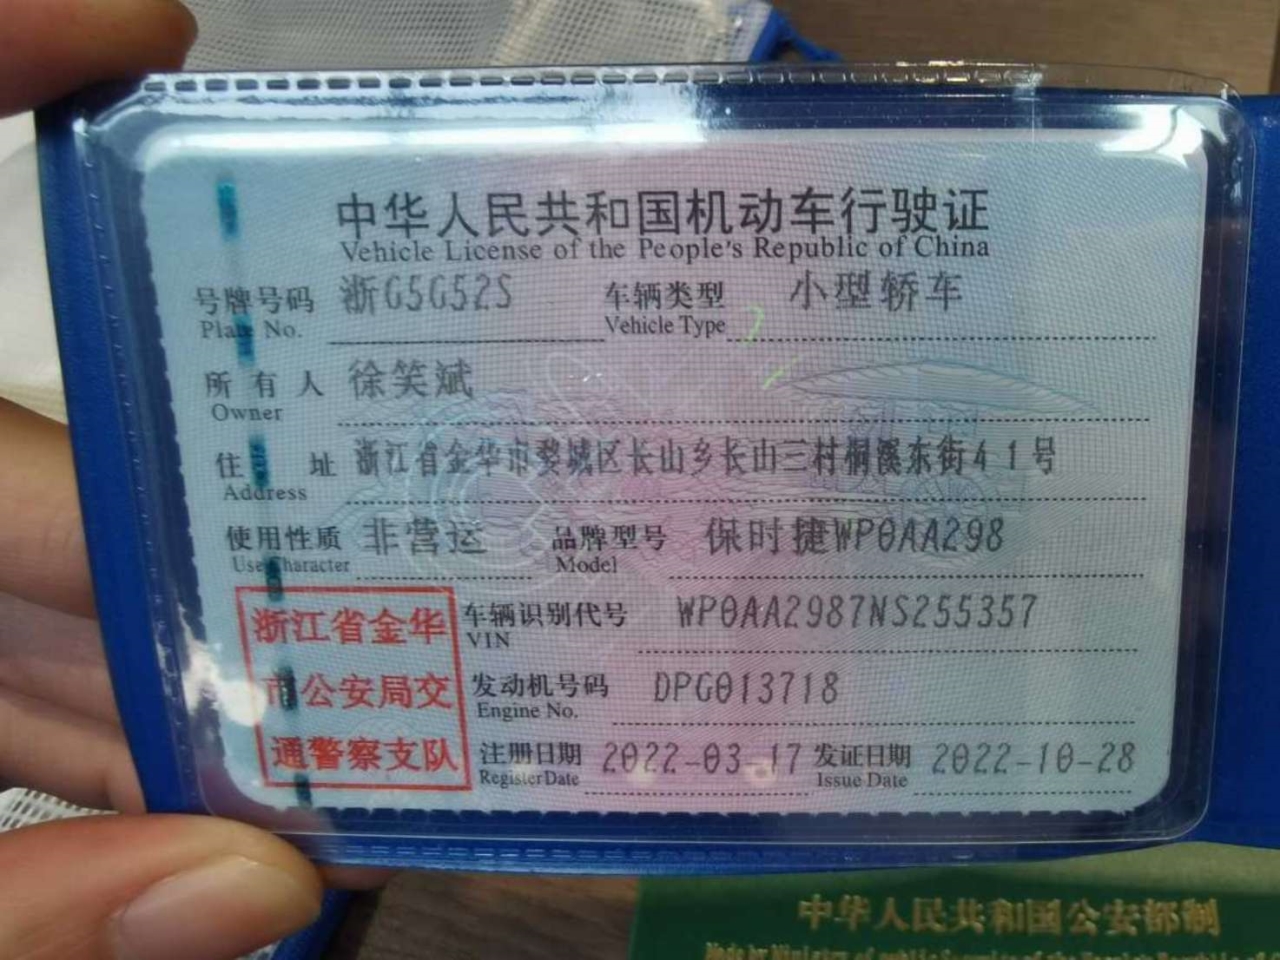 中华人民共和国机动车行驶证
Vehicle License of the People's Republic of China
号牌号码 浙G5G52S 车辆类型 小型轿车
Plate No. Vehicle Type
所有人 徐笑斌
Owner
住址 浙江省金华市婺城区长山乡长山三村桐溪东街41号
Address
使用性质 非营运 品牌型号 保时捷WP0AA298
Use Character Model
浙江省金华 车辆识别代号 WP0AA2987NS255357
VIN
市公安局交 发动机号码 DPG013718
Engine No.
通警察支队 注册日期 2022-03-17 发证日期 2022-10-28
Register Date Issue Date
中华人民共和国公安部制